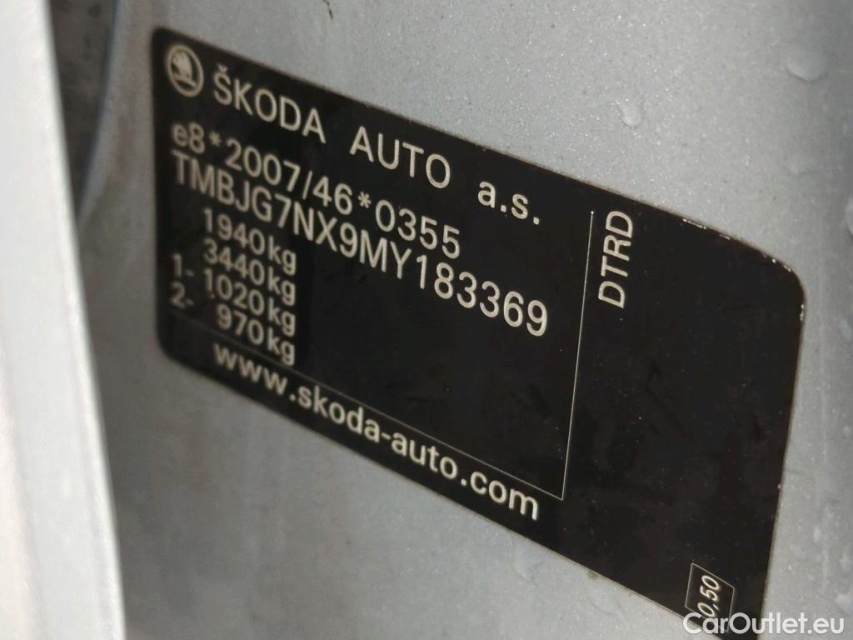 ŠKODA AUTO a.s.
e8*2007/46*0355
TMBJG7NX9MY183369
1940kg
3440kg
1- 1020kg
2- 970kg
www.skoda-auto.com
DTRD
0,50
CarOutlet.eu